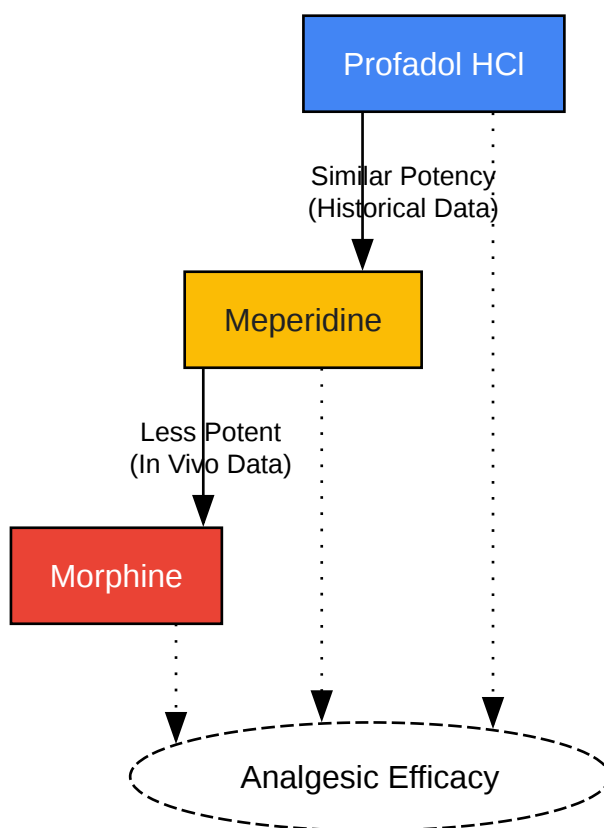 Profadol HCl
Similar Potency
(Historical Data)
Meperidine
Less Potent
(In Vivo Data)
Morphine
Analgesic Efficacy